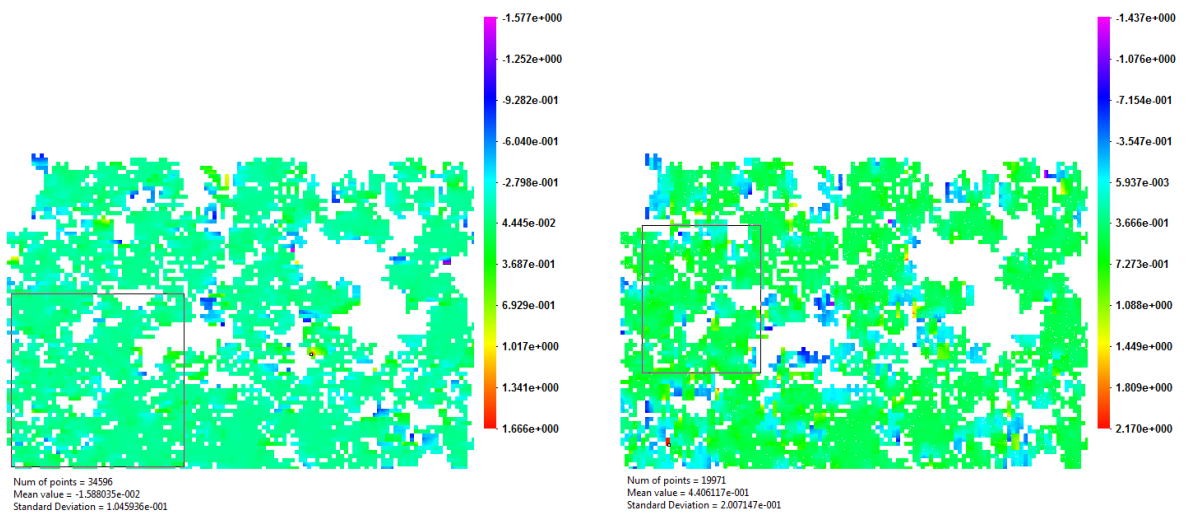 -1.577e+000
-1.252e+000
-9.282e-001
-6.040e-001
-2.798e-001
4.445e-002
3.687e-001
6.929e-001
1.017e+000
1.341e+000
1.666e+000
Num of points = 34596
Mean value = -1.588035e-002
Standard Deviation = 1.045936e-001
-1.437e+000
-1.076e+000
-7.154e-001
-3.547e-001
5.937e-003
3.666e-001
7.273e-001
1.088e+000
1.449e+000
1.809e+000
2.170e+000
Num of points = 19971
Mean value = 4.406117e-001
Standard Deviation = 2.007147e-001